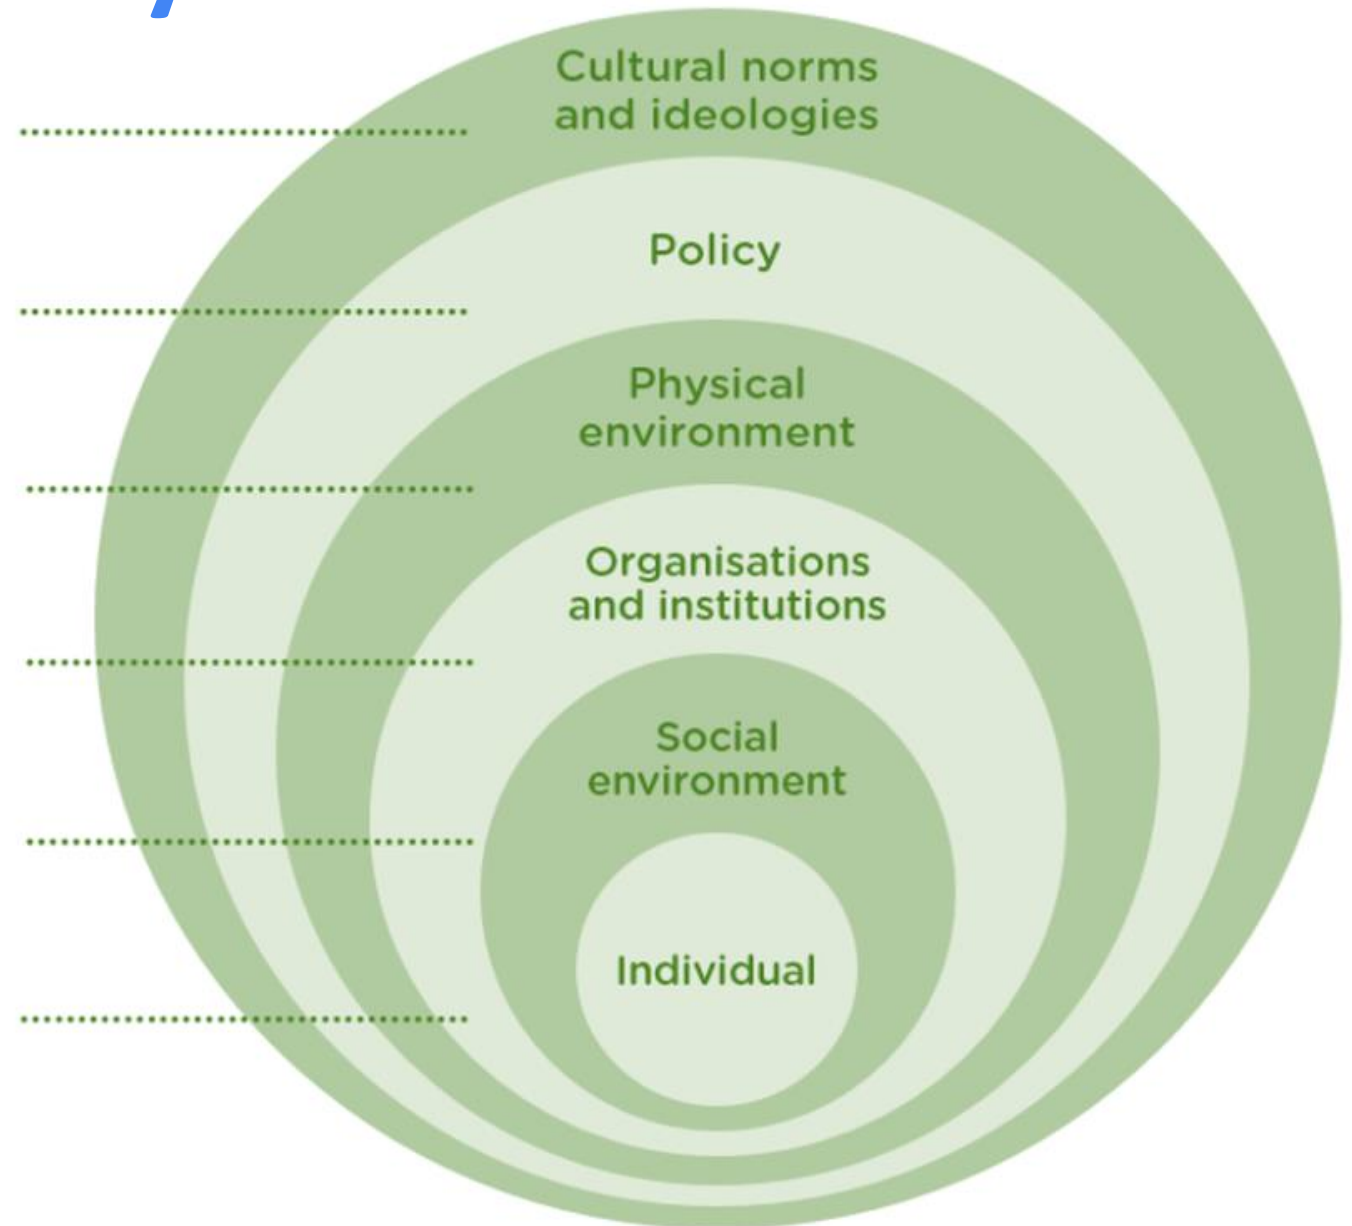 Cultural norms
and ideologies
Policy
Physical
environment
Organisations
and institutions
Social
environment
Individual